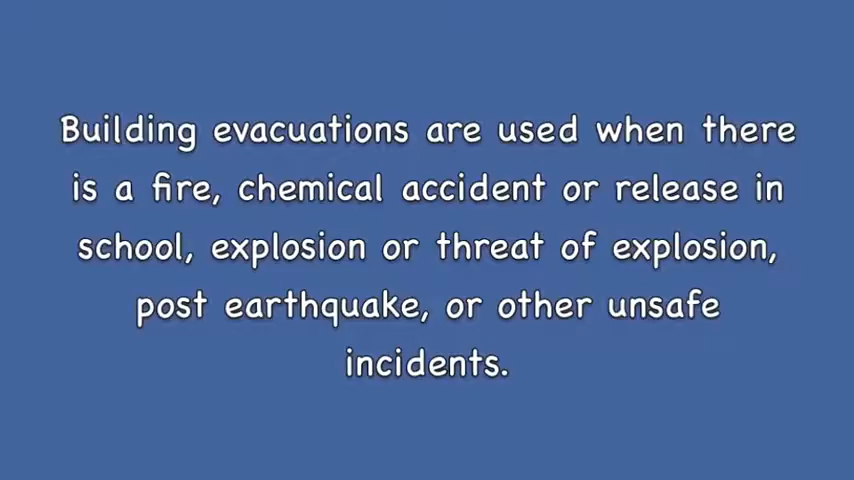 Building evacuations are used when there
is a fire, chemical accident or release in
school, explosion or threat of explosion,
post earthquake, or other unsafe
incidents.